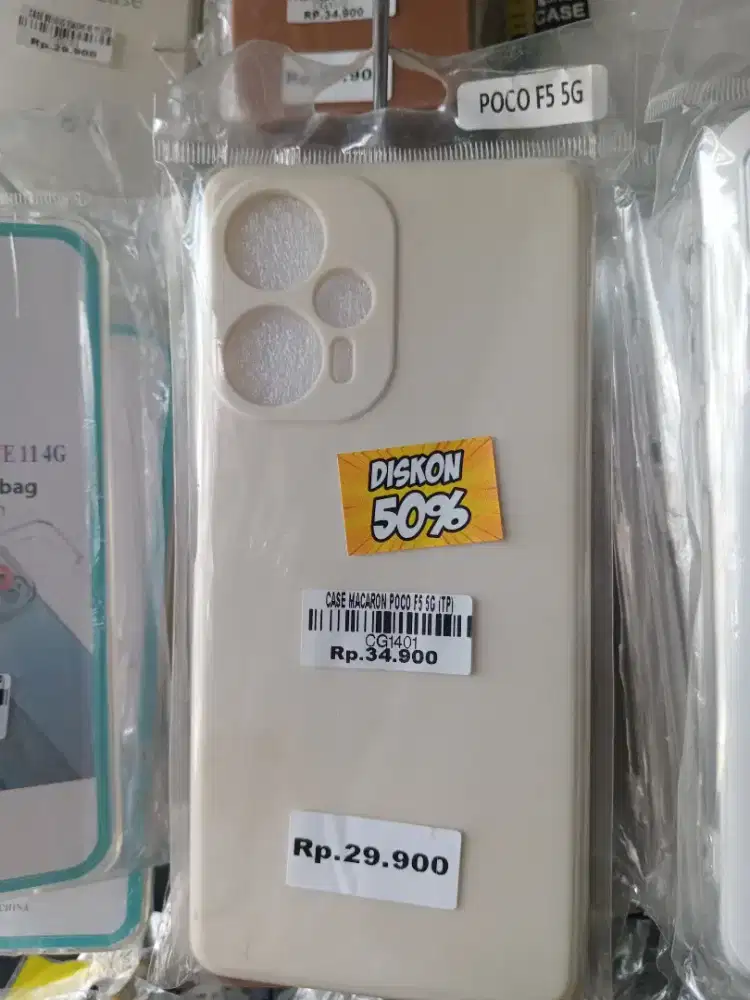 Rp.29.900
Rp.34.900
CASE
POCO F5 5G
E 11 4G
bag
DISKON
50%
CASE MACARON POCO F5 5G (TP)
CG1401
Rp.34.900
Rp.29.900